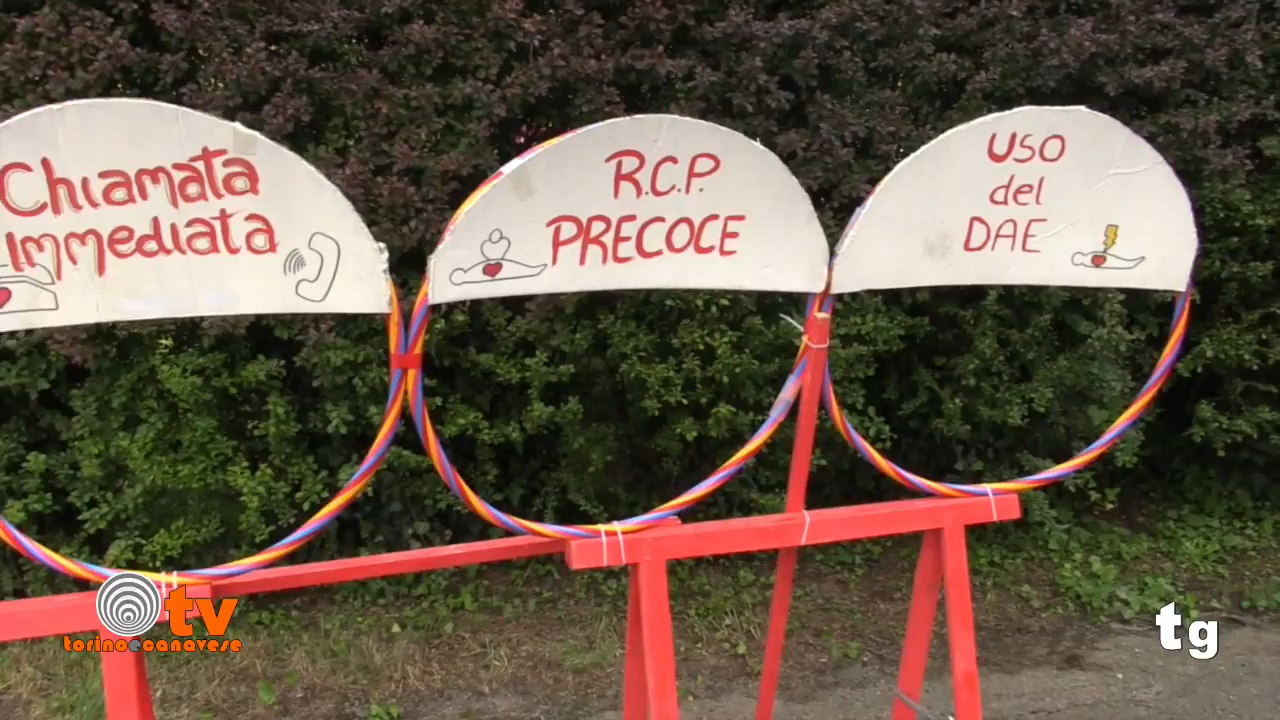 Chiamata
Immediata
R.C.P.
PRECOCE
USO
del
DAE
tv
torinoecanavese
tg